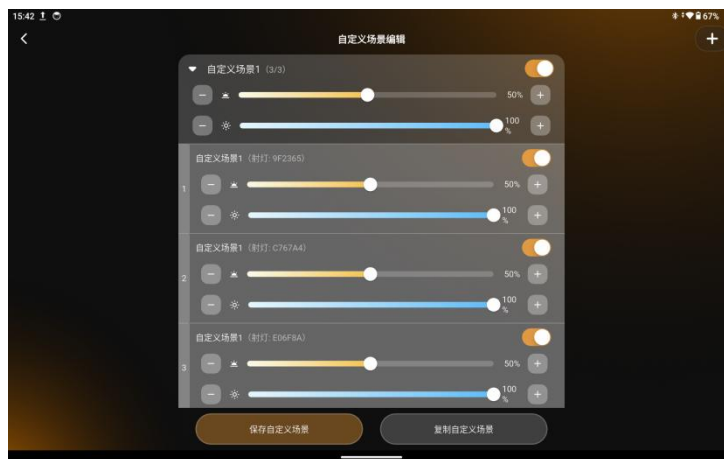 15:42
67%
自定义场景编辑
自定义场景1 (3/3)
50%
100
%
自定义场景1 (射灯: 9F2365)
1
50%
100
%
自定义场景1 (射灯: C767A4)
2
50%
100
%
自定义场景1 (射灯: E06F8A)
3
50%
100
%
保存自定义场景
复制自定义场景